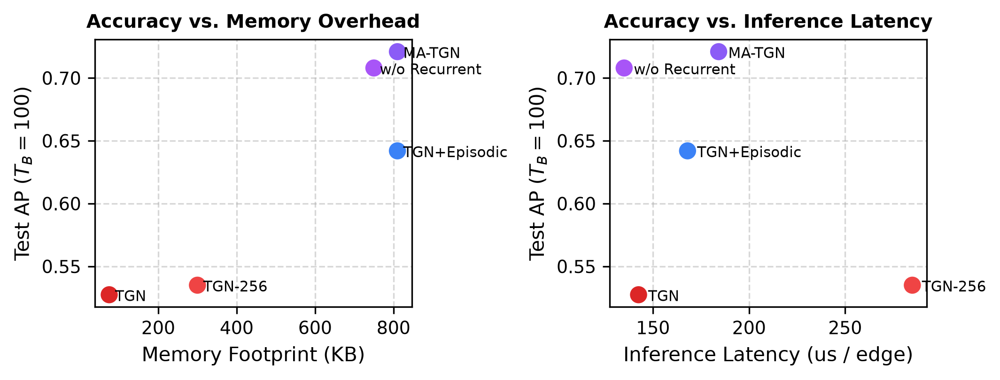 Accuracy vs. Memory Overhead
Test AP (T_B = 100)
0.70
0.65
0.60
0.55
MA-TGN
w/o Recurrent
TGN+Episodic
TGN-256
TGN
200 400 600 800
Memory Footprint (KB)
Accuracy vs. Inference Latency
Test AP (T_B = 100)
0.70
0.65
0.60
0.55
MA-TGN
w/o Recurrent
TGN+Episodic
TGN-256
TGN
150 200 250
Inference Latency (us / edge)